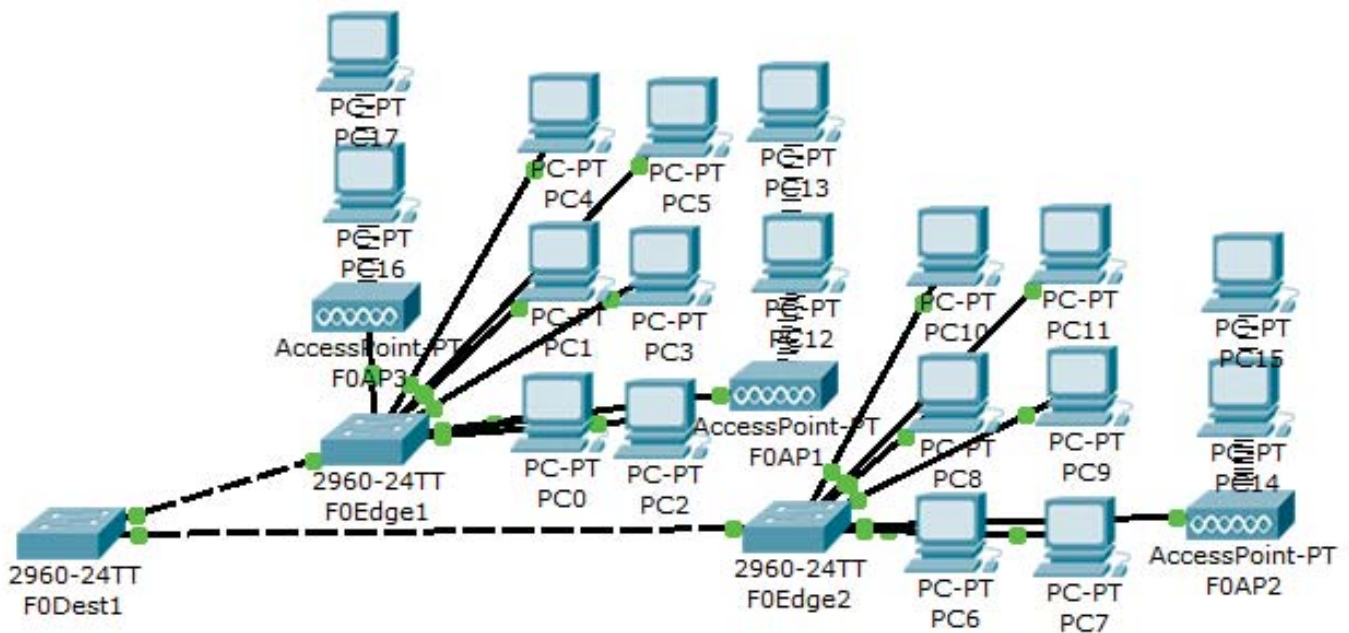 PC-PT
PC17
PC-PT
PC4
PC-PT
PC5
PC-PT
PC13
PC-PT
PC16
PC-PT
PC1
PC-PT
PC3
PC-PT
PC12
PC-PT
PC10
PC-PT
PC11
PC-PT
PC15
AccessPoint-PT
F0AP3
AccessPoint-PT
F0AP1
PC-PT
PC8
PC-PT
PC9
PC-PT
PC14
2960-24TT
F0Edge1
PC-PT
PC0
PC-PT
PC2
2960-24TT
F0Dest1
2960-24TT
F0Edge2
PC-PT
PC6
PC-PT
PC7
AccessPoint-PT
F0AP2